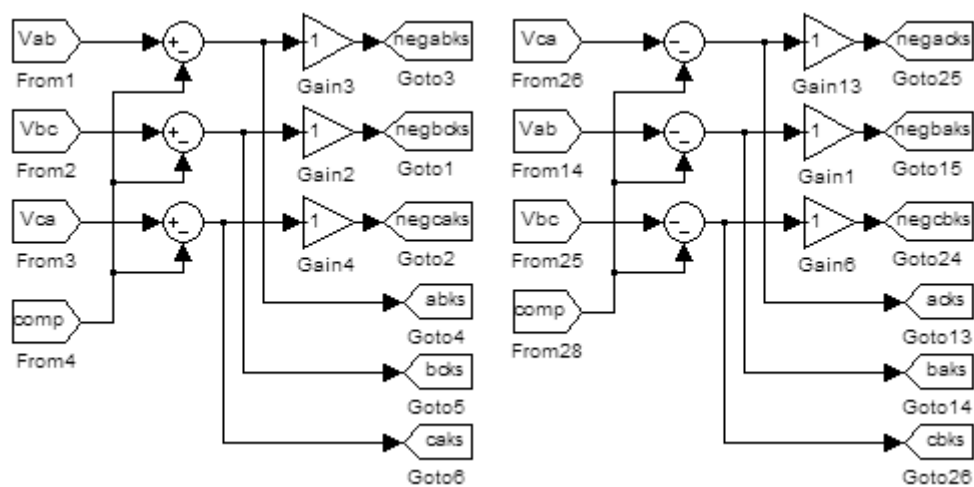 Vab
+
−
1
negabks
From1
Gain3
Goto3
Vbc
+
−
1
negbcks
From2
Gain2
Goto1
Vca
+
−
1
negcaks
From3
Gain4
Goto2
comp
From4
abks
Goto4
bcks
Goto5
caks
Goto6
Vca
−
−
1
negacks
From26
Gain13
Goto25
Vab
−
−
1
negbaks
From14
Gain1
Goto15
Vbc
−
−
1
negcbks
From25
Gain6
Goto24
comp
From28
acks
Goto13
baks
Goto14
cbks
Goto26